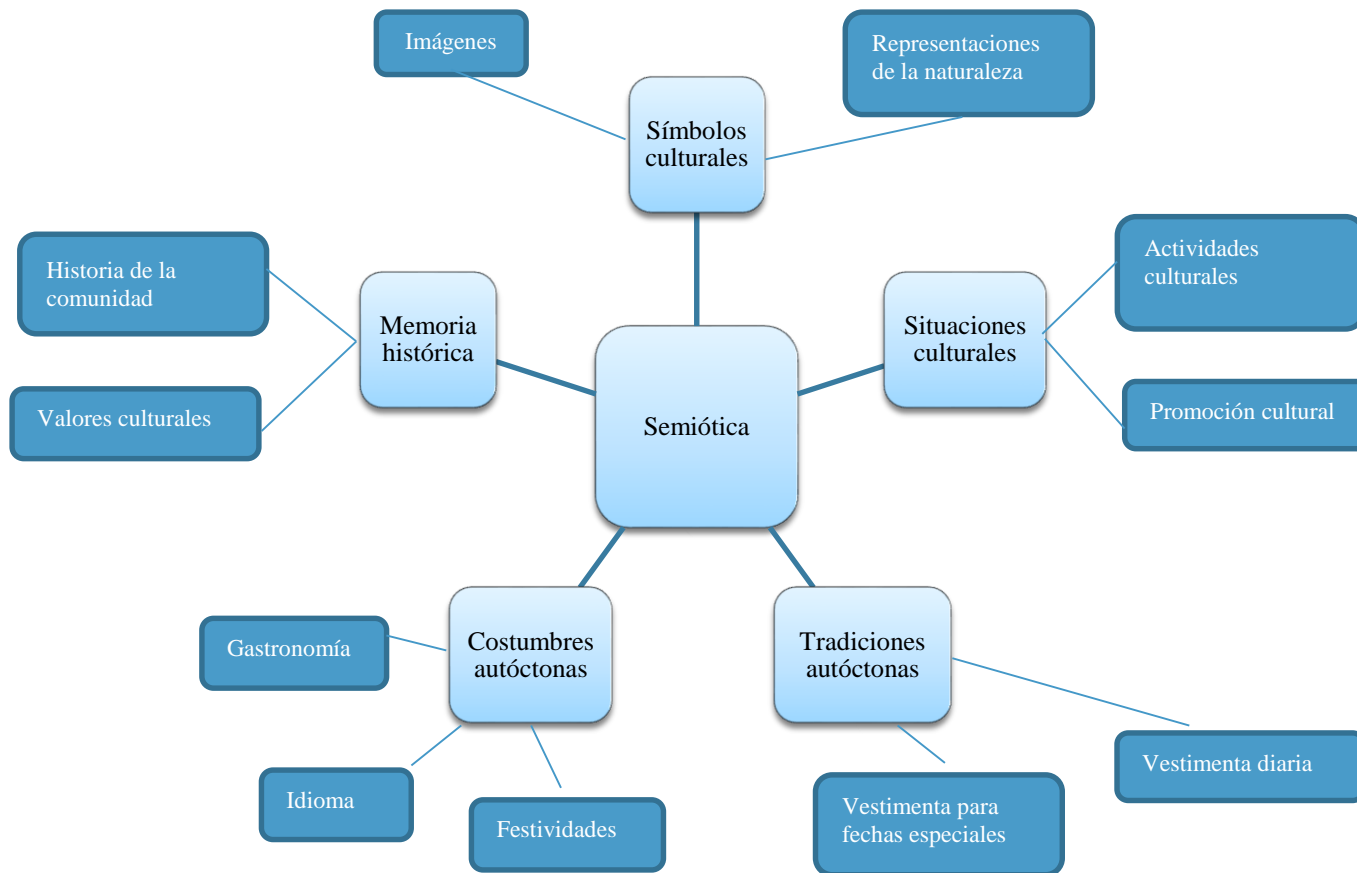 Imágenes
Representaciones
de la naturaleza
Símbolos
culturales
Actividades
culturales
Historia de la
comunidad
Memoria
histórica
Situaciones
culturales
Valores culturales
Promoción cultural
Semiótica
Gastronomía
Costumbres
autóctonas
Tradiciones
autóctonas
Vestimenta diaria
Idioma
Festividades
Vestimenta para
fechas especiales